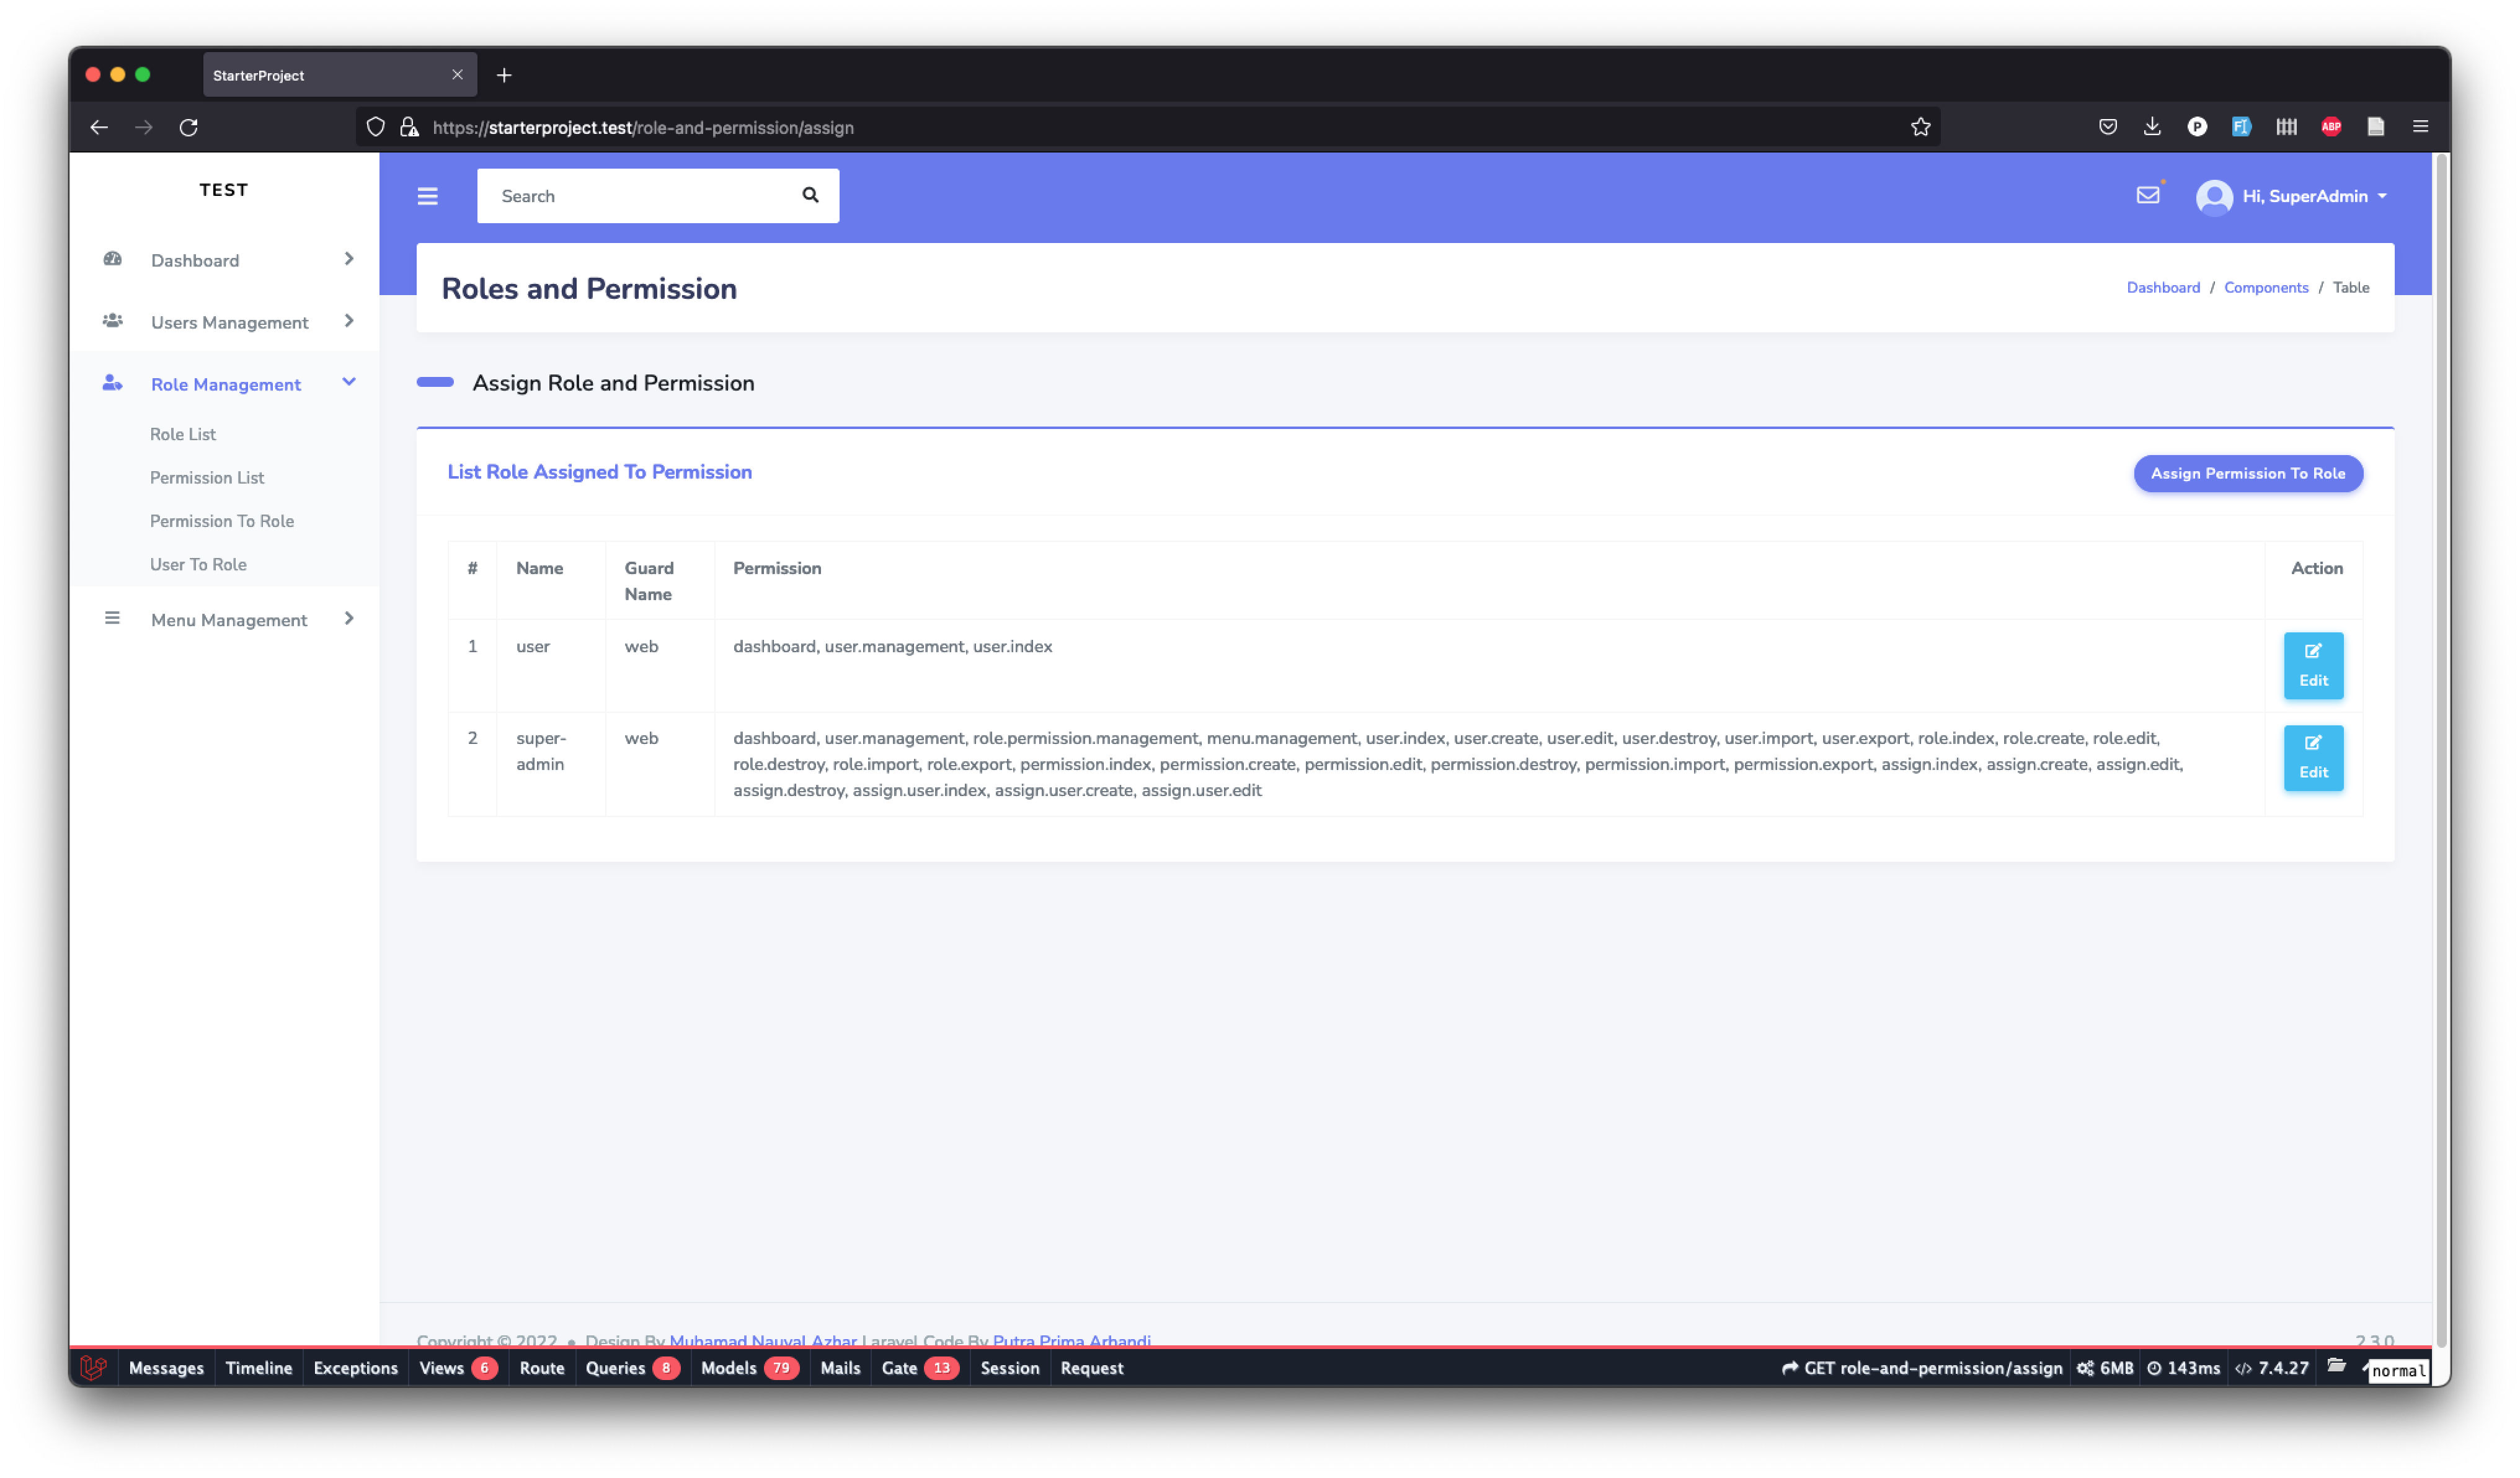 StarterProject
https://starterproject.test/role-and-permission/assign
P
FI
ABP
TEST
Search
Hi, SuperAdmin
Dashboard
Users Management
Role Management
Role List
Permission List
Permission To Role
User To Role
Menu Management
Roles and Permission
Dashboard / Components / Table
Assign Role and Permission
List Role Assigned To Permission
Assign Permission To Role
# Name Guard Name Permission Action
1 user web dashboard, user.management, user.index
Edit
2 super-admin web dashboard, user.management, role.permission.management, menu.management, user.index, user.create, user.edit, user.destroy, user.import, user.export, role.index, role.create, role.edit,
role.destroy, role.import, role.export, permission.index, permission.create, permission.edit, permission.destroy, permission.import, permission.export, assign.index, assign.create, assign.edit,
assign.destroy, assign.user.index, assign.user.create, assign.user.edit
Edit
Copyright © 2022 • Design By Muhamad Nauval Azhar Laravel Code By Putra Prima Arhandi
2.3.0
Messages Timeline Exceptions Views 6 Route Queries 8 Models 79 Mails Gate 13 Session Request
GET role-and-permission/assign 6MB 143ms 7.4.27
normal